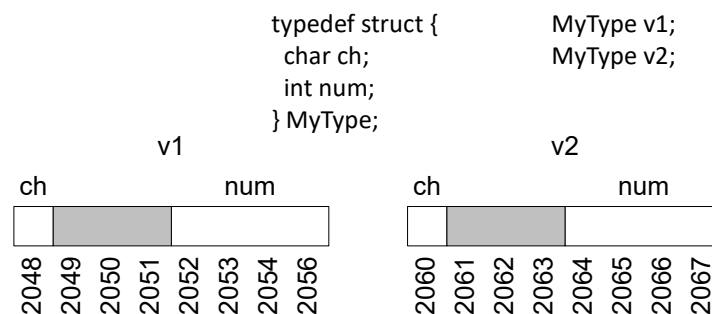 typedef struct { MyType v1;
char ch; MyType v2;
int num;
} MyType;
v1 v2
ch num ch num
2048 2049 2050 2051 2052 2053 2054 2056 2060 2061 2062 2063 2064 2065 2066 2067